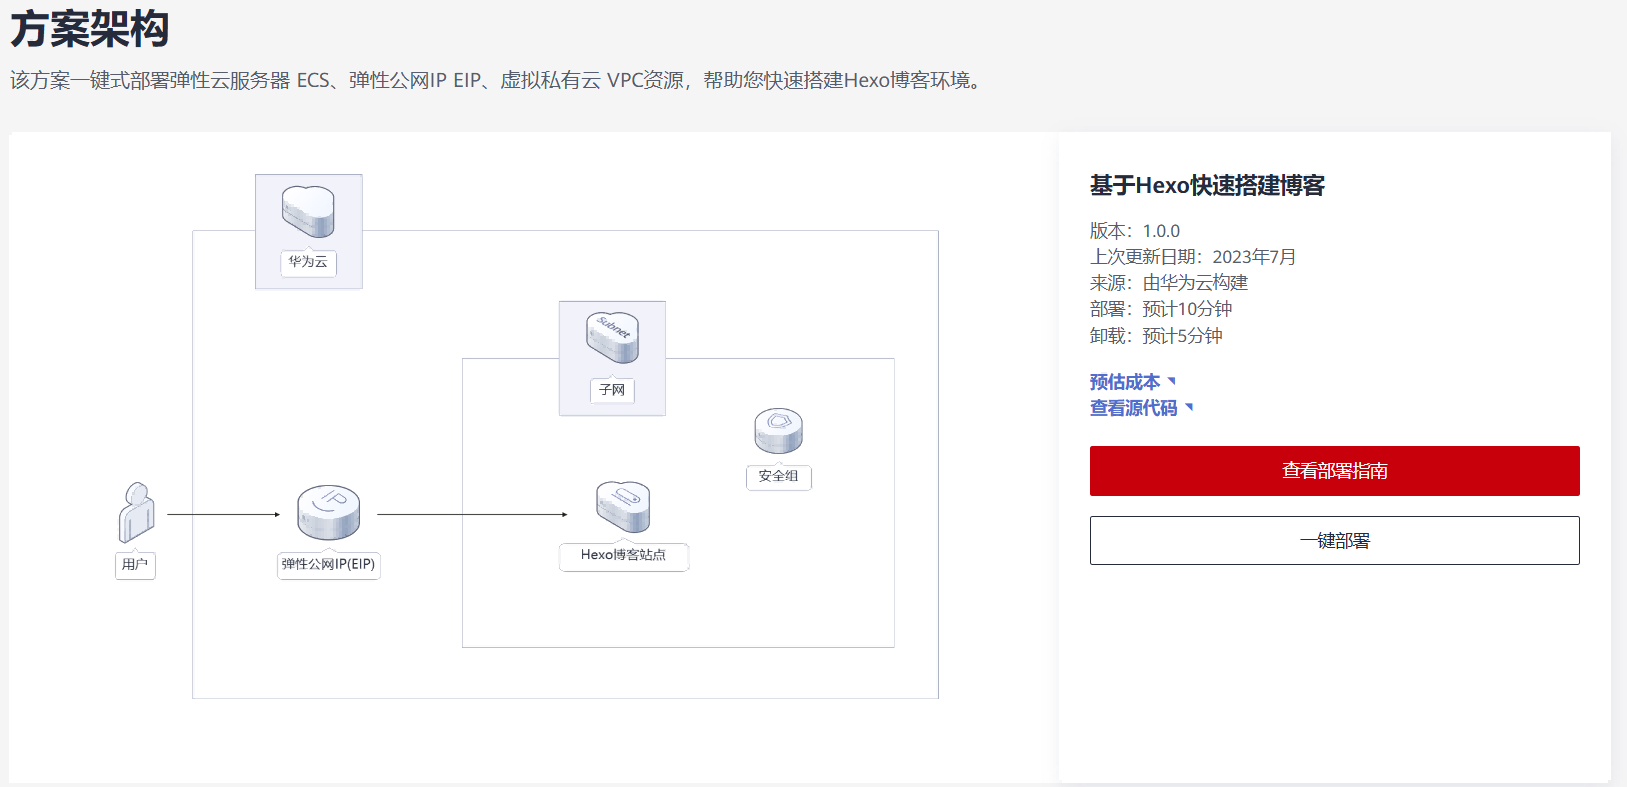 方案架构
该方案一键式部署弹性云服务器 ECS、弹性公网IP EIP、虚拟私有云 VPC资源，帮助您快速搭建Hexo博客环境。
华为云
Subnet
子网
安全组
IP
用户
弹性公网IP(EIP)
Hexo博客站点
基于Hexo快速搭建博客
版本：1.0.0
上次更新日期：2023年7月
来源：由华为云构建
部署：预计10分钟
卸载：预计5分钟
预估成本
查看源代码
查看部署指南
一键部署